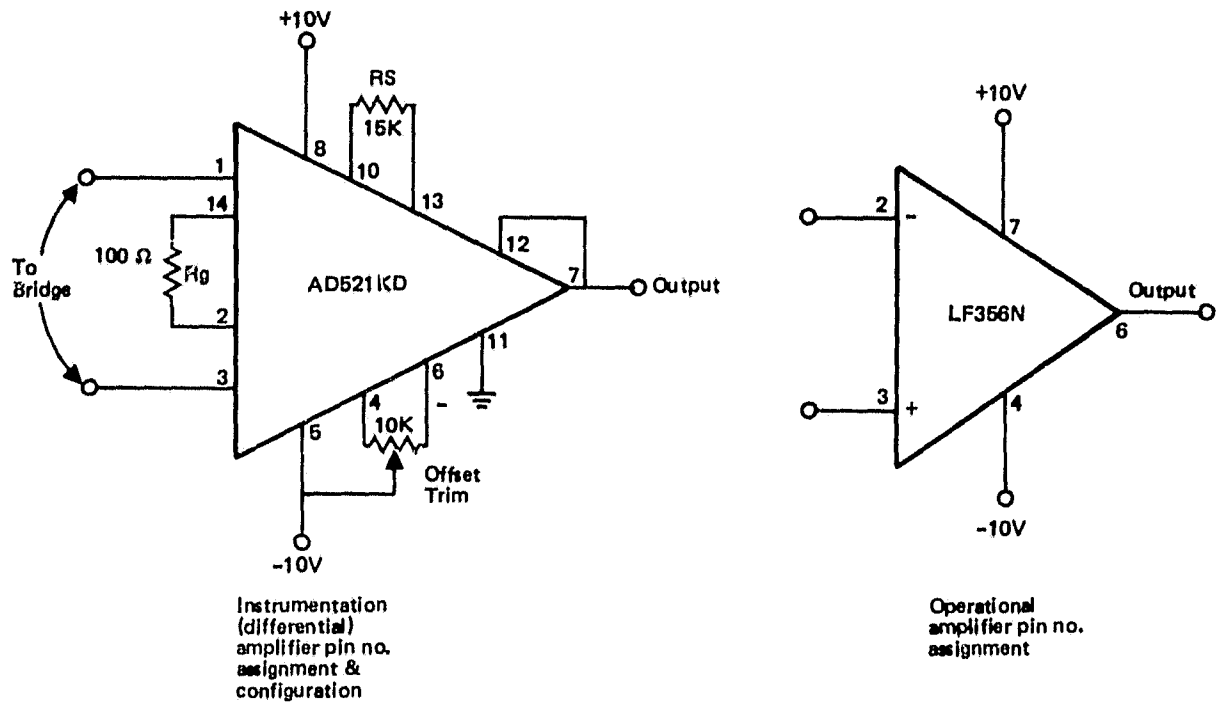 +10V
RS
15K
8
10
13
1
14
100 Ω
Rg
To
Bridge
2
3
AD521KD
12
7
Output
11
6
-
4
10K
5
Offset
Trim
-10V
Instrumentation
(differential)
amplifier pin no.
assignment &
configuration
+10V
2
-
7
LF356N
Output
6
3
+
4
-10V
Operational
amplifier pin no.
assignment